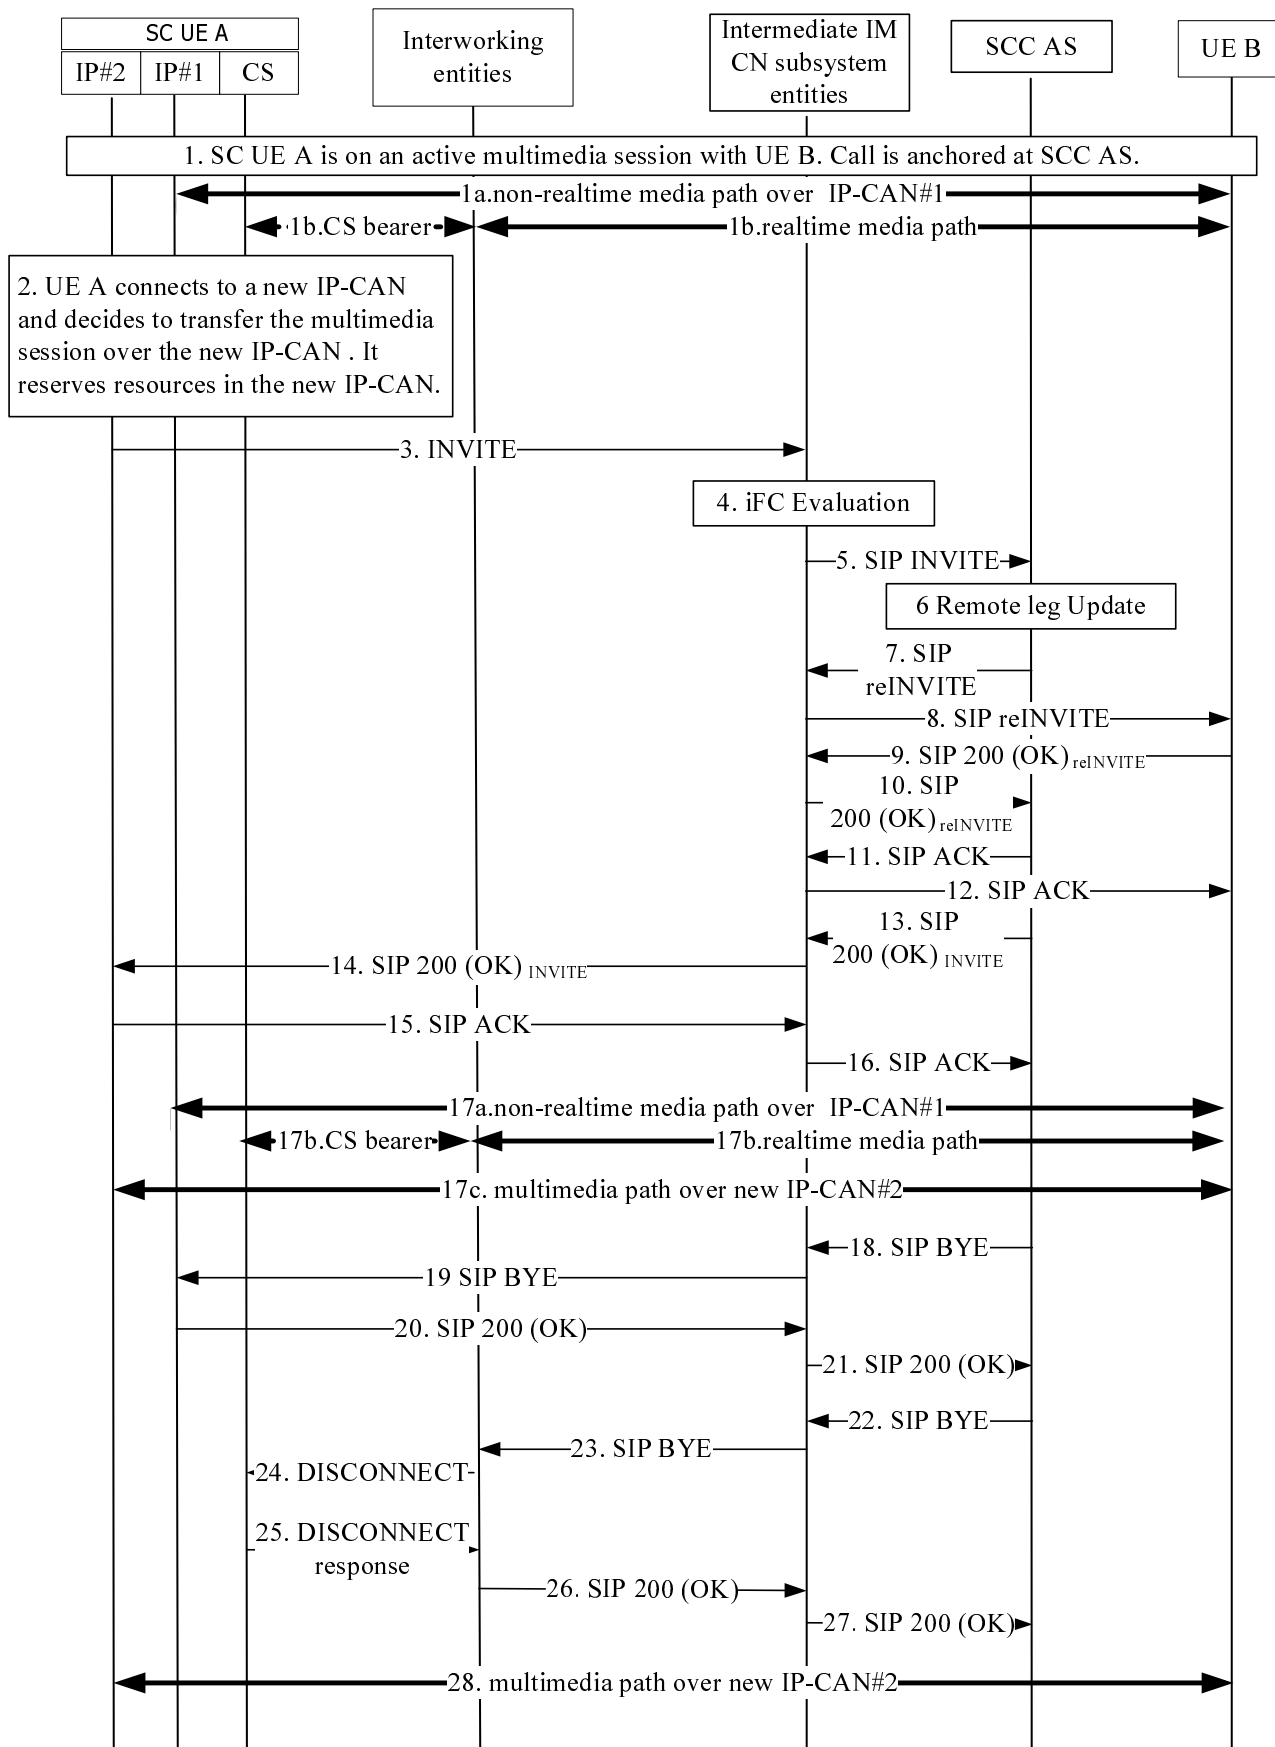 SC UE A
IP#2 IP#1 CS
Interworking
entities
Intermediate IM
CN subsystem
entities
SCC AS
UE B
1. SC UE A is on an active multimedia session with UE B. Call is anchored at SCC AS.
1a.non-realtime media path over IP-CAN#1
1b.CS bearer 1b.realtime media path
2. UE A connects to a new IP-CAN
and decides to transfer the multimedia
session over the new IP-CAN . It
reserves resources in the new IP-CAN.
3. INVITE
4. iFC Evaluation
5. SIP INVITE
6 Remote leg Update
7. SIP
reINVITE
8. SIP reINVITE
9. SIP 200 (OK) reINVITE
10. SIP
200 (OK) reINVITE
11. SIP ACK
12. SIP ACK
13. SIP
200 (OK) INVITE
14. SIP 200 (OK) INVITE
15. SIP ACK
16. SIP ACK
17a.non-realtime media path over IP-CAN#1
17b.CS bearer 17b.realtime media path
17c. multimedia path over new IP-CAN#2
18. SIP BYE
19 SIP BYE
20. SIP 200 (OK)
21. SIP 200 (OK)
22. SIP BYE
23. SIP BYE
24. DISCONNECT
25. DISCONNECT
response
26. SIP 200 (OK)
27. SIP 200 (OK)
28. multimedia path over new IP-CAN#2